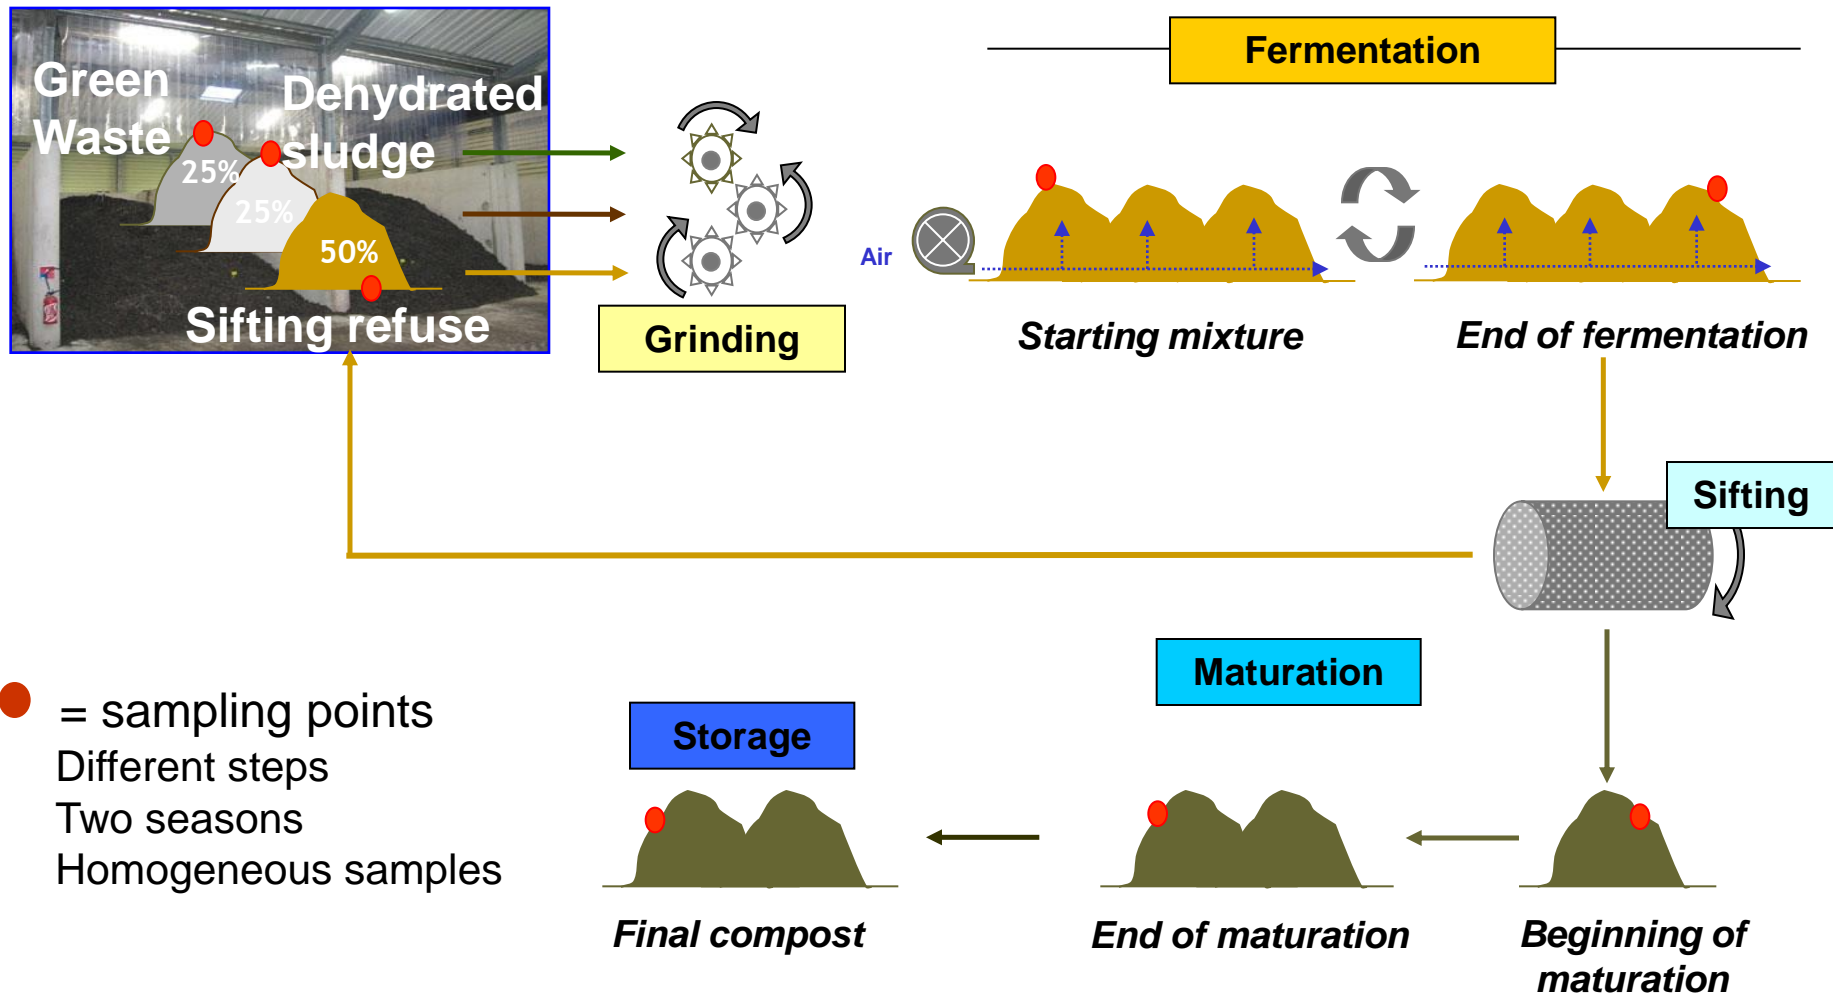 Green
Waste
Dehydrated
sludge
25%
25%
50%
Sifting refuse
Grinding
Fermentation
Air
Starting mixture
End of fermentation
Sifting
Maturation
Storage
= sampling points
Different steps
Two seasons
Homogeneous samples
Final compost
End of maturation
Beginning of
maturation